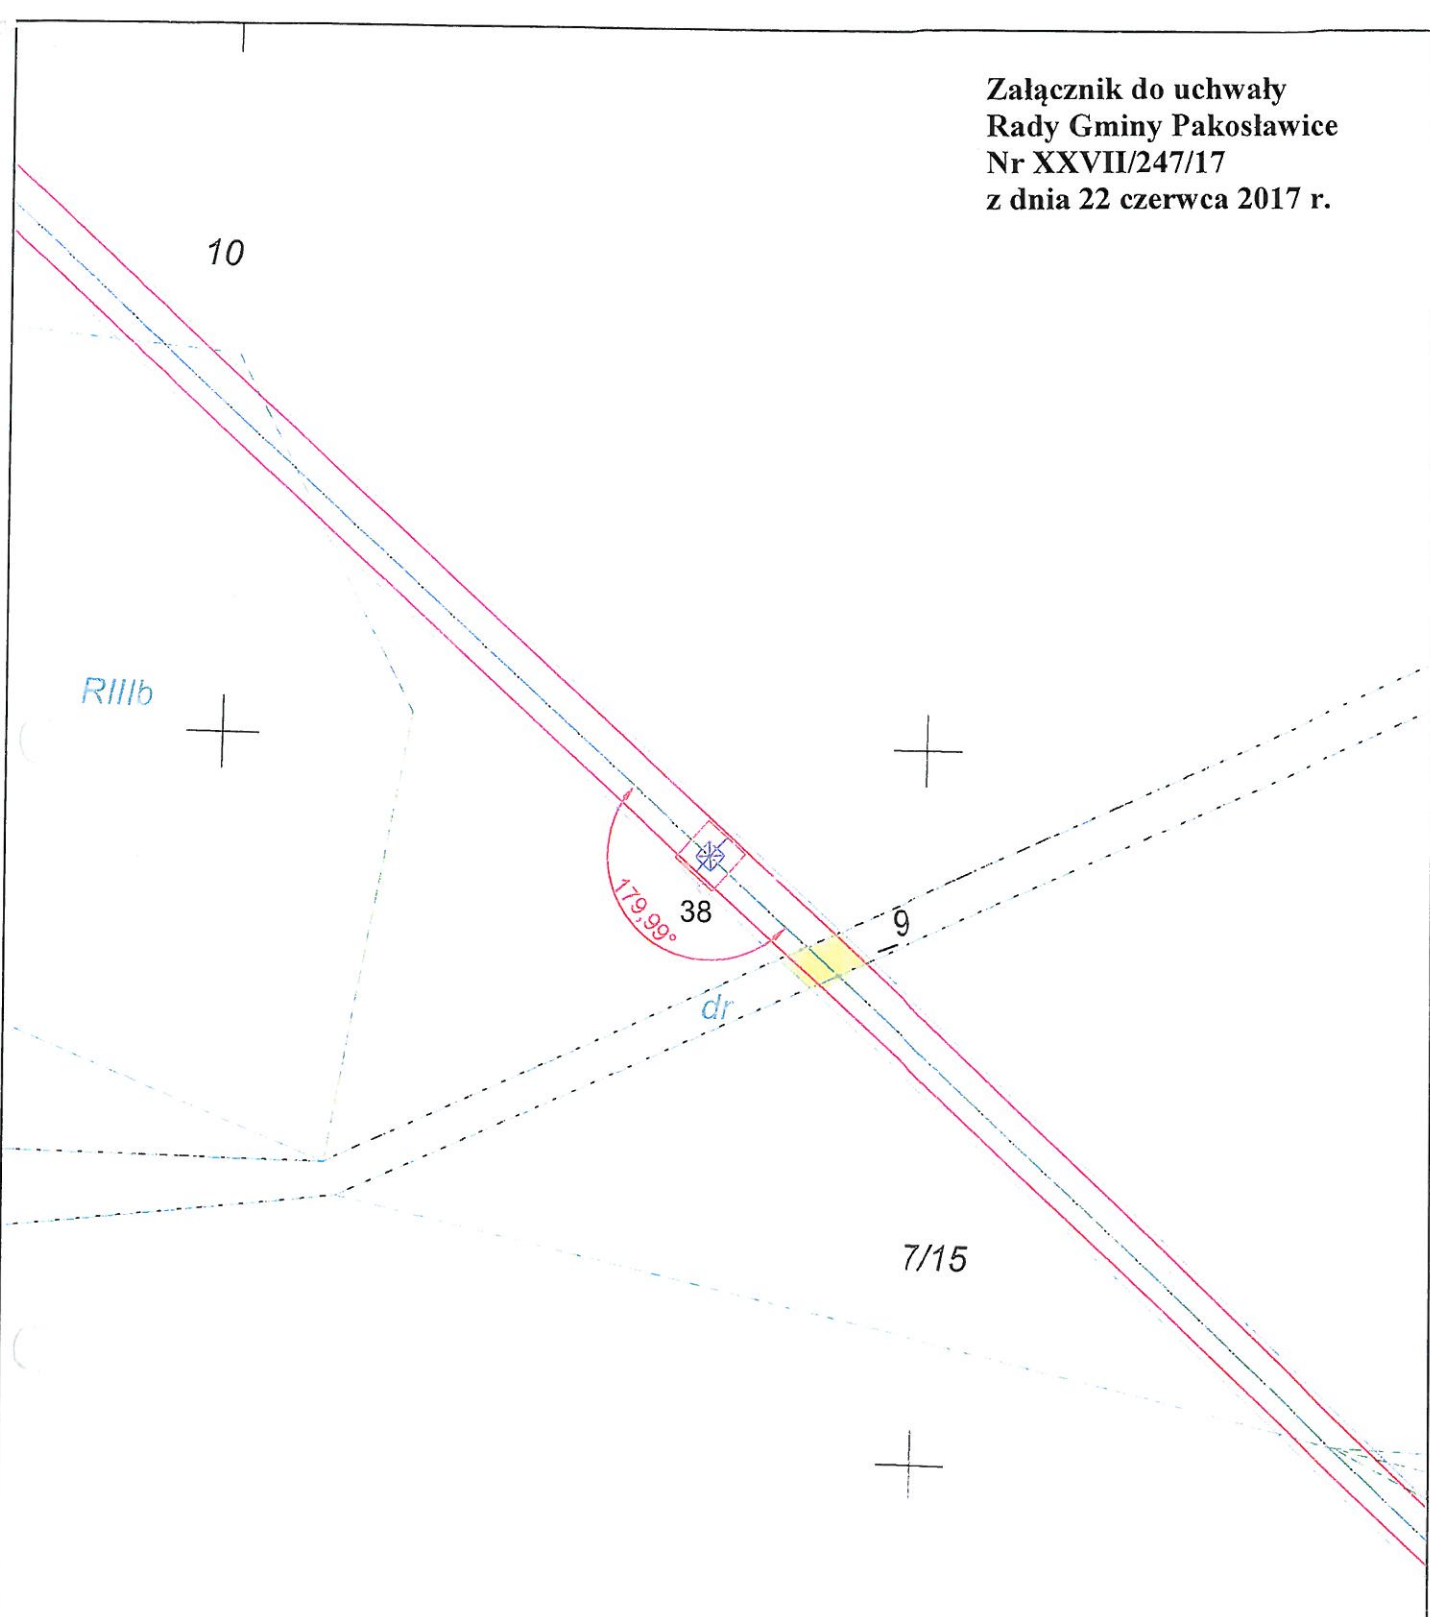 Załącznik do uchwały
Rady Gminy Pakosławice
Nr XXVII/247/17
z dnia 22 czerwca 2017 r.
10
RIIIb
179,99°
38
9
dr
7/15